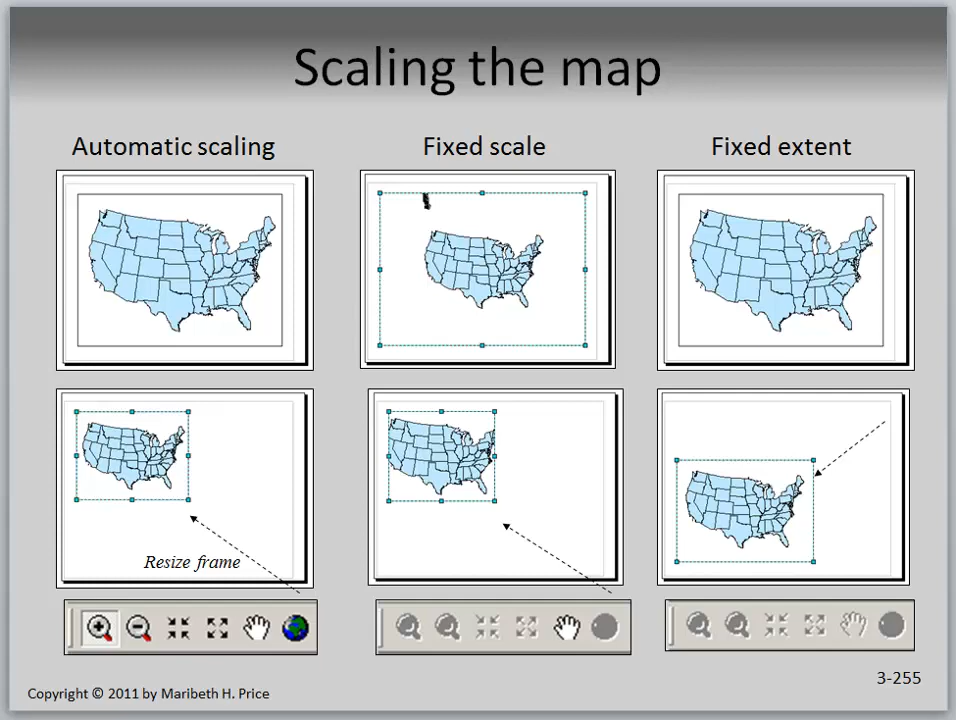 Scaling the map
Automatic scaling
Fixed scale
Fixed extent
Resize frame
3-255
Copyright © 2011 by Maribeth H. Price